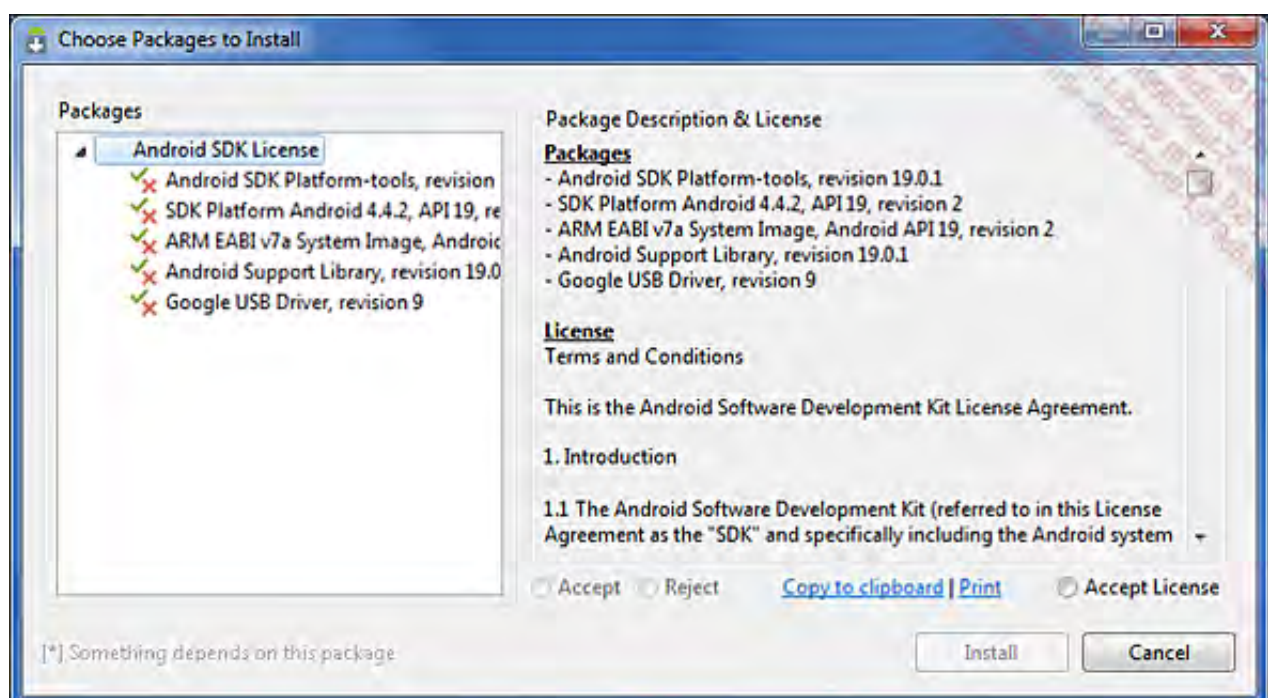 Choose Packages to Install
Packages
Android SDK License
Android SDK Platform-tools, revision
SDK Platform Android 4.4.2, API 19, re
ARM EABI v7a System Image, Android
Android Support Library, revision 19.0
Google USB Driver, revision 9
Package Description & License
Packages
- Android SDK Platform-tools, revision 19.0.1
- SDK Platform Android 4.4.2, API 19, revision 2
- ARM EABI v7a System Image, Android API 19, revision 2
- Android Support Library, revision 19.0.1
- Google USB Driver, revision 9
License
Terms and Conditions
This is the Android Software Development Kit License Agreement.
1. Introduction
1.1 The Android Software Development Kit (referred to in this License
Agreement as the "SDK" and specifically including the Android system
Accept Reject Copy to clipboard | Print Accept License
[*] Something depends on this package
Install Cancel